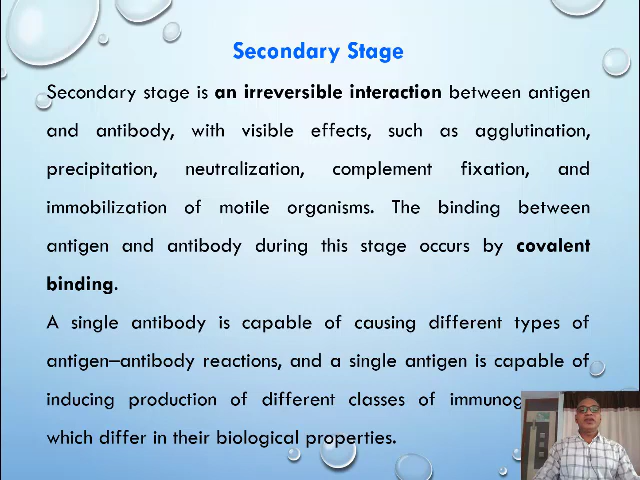 Secondary Stage
Secondary stage is an irreversible interaction between antigen
and antibody, with visible effects, such as agglutination,
precipitation, neutralization, complement fixation, and
immobilization of motile organisms. The binding between
antigen and antibody during this stage occurs by covalent
binding.
A single antibody is capable of causing different types of
antigen–antibody reactions, and a single antigen is capable of
inducing production of different classes of
which differ in their biological properties.